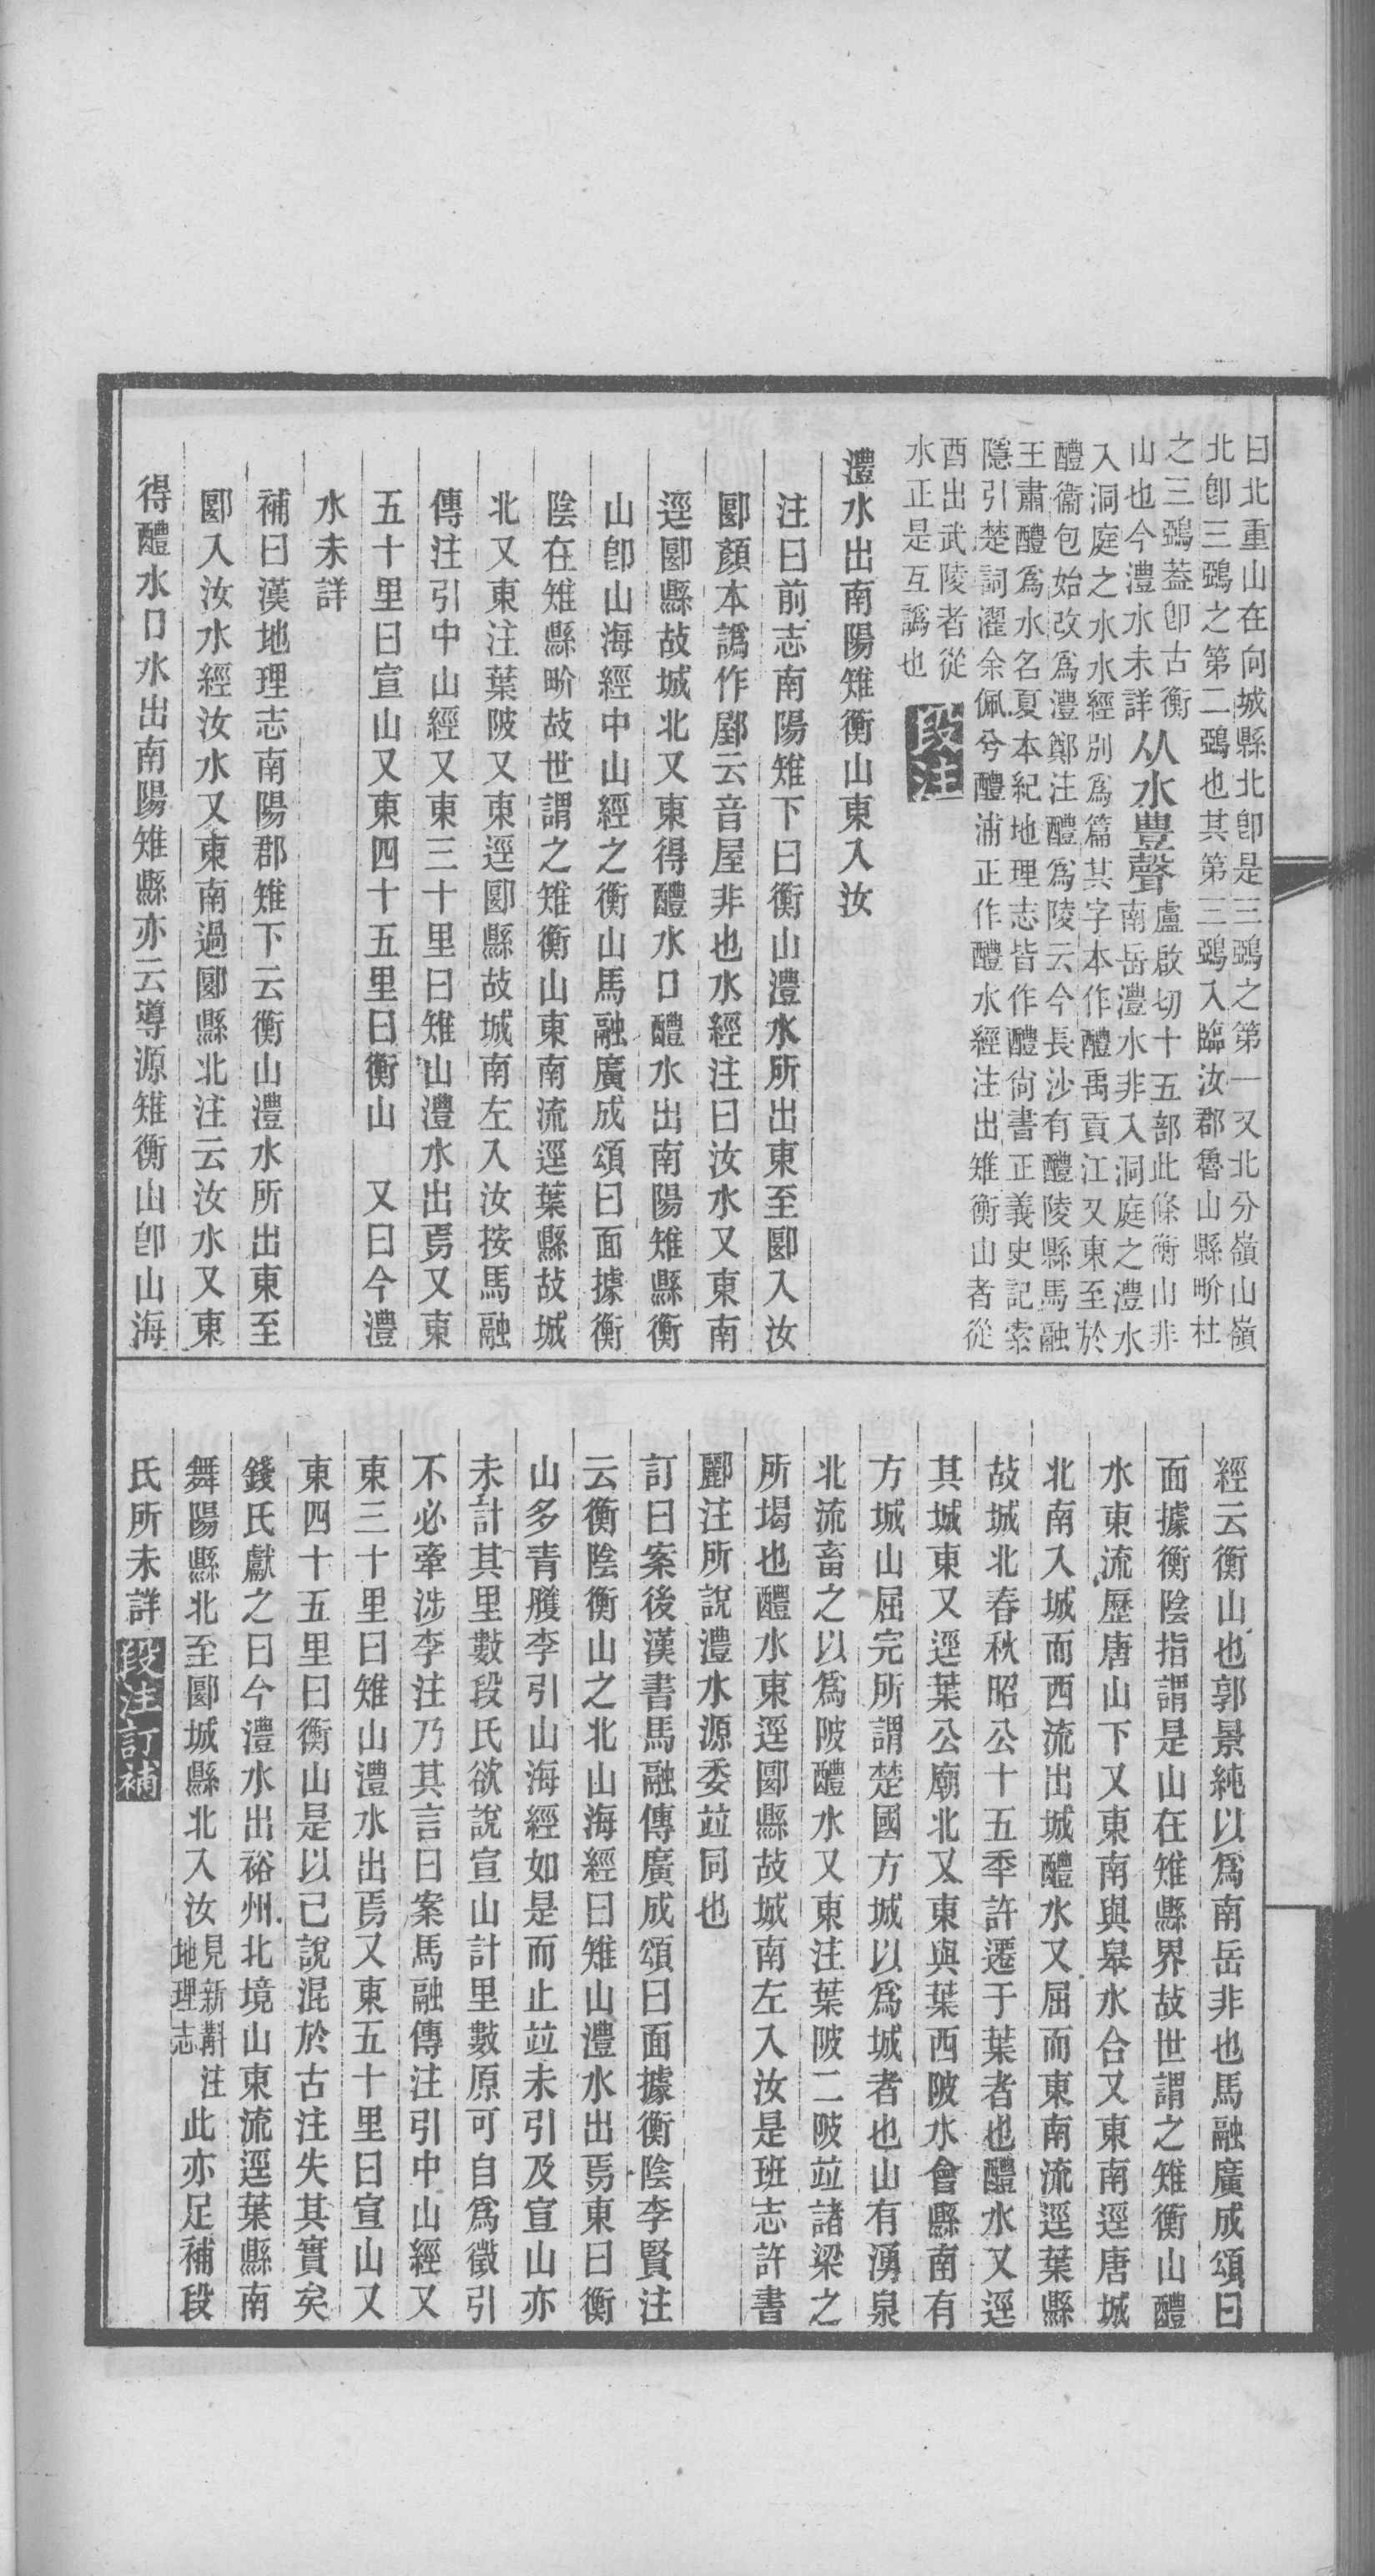 曰北重山在向城縣北卽是三鵶之第一又北分嶺山嶺
北卽三鵶之第二鵶也其第三鵶入臨汝郡魯山縣畍杜
之三鵶葢卽古衡
山也今澧水未詳从水豊聲盧啟切十五部此條衡山非
南岳澧水非入洞庭之澧水
入洞庭之水水經別爲篇其字本作醴禹貢江又東至於
醴衞包始改爲澧鄭注醴爲陵云今長沙有醴陵縣馬融
王肅醴爲水名夏本紀地理志皆作醴尙書正義史記索
隱引楚詞濯余佩兮醴浦正作醴水經注出雉衡山者從
酉出武陵者從
水正是互譌也
段注
澧水出南陽雉衡山東入汝
注曰前志南陽雉下曰衡山澧水所出東至郾入汝
郾顏本譌作𨞬云音屋非也水經注曰汝水又東南
逕郾縣故城北又東得醴水口醴水出南陽雉縣衡
山卽山海經中山經之衡山馬融廣成頌曰面據衡
陰在雉縣畍故世謂之雉衡山東南流逕葉縣故城
北又東注葉陂又東逕郾縣故城南左入汝按馬融
傳注引中山經又東三十里曰雉山澧水出焉又東
五十里曰宣山又東四十五里曰衡山　又曰今澧
水未詳
補曰漢地理志南陽郡雉下云衡山澧水所出東至
郾入汝水經汝水又東南過郾縣北注云汝水又東
得醴水口水出南陽雉縣亦云導源雉衡山卽山海
經云衡山也郭景純以爲南岳非也馬融廣成頌曰
面據衡陰指謂是山在雉縣界故世謂之雉衡山醴
水東流歷唐山下又東南與皋水合又東南逕唐城
北南入城而西流出城醴水又屈而東南流逕葉縣
故城北春秋昭公十五秊許遷于葉者也醴水又逕
其城東又逕葉公廟北又東與葉西陂水會縣南有
方城山屈完所謂楚國方城以爲城者也山有湧泉
北流畜之以爲陂醴水又東注葉陂二陂竝諸梁之
所堨也醴水東逕郾縣故城南左入汝是班志許書
酈注所說澧水源委竝同也
訂曰案後漢書馬融傳廣成頌曰面據衡陰李賢注
云衡陰衡山之北山海經曰雉山澧水出焉東曰衡
山多青雘李引山海經如是而止竝未引及宣山亦
未計其里數段氏欲說宣山計里數原可自爲徵引
不必牽涉李注乃其言曰案馬融傳注引中山經又
東三十里曰雉山澧水出焉又東五十里曰宣山又
東四十五里曰衡山是以已說混於古注失其實矣
錢氏獻之曰今澧水出裕州北境山東流逕葉縣南
舞陽縣北至郾城縣北入汝見新斠注地理志此亦足補段
氏所未詳段注訂補